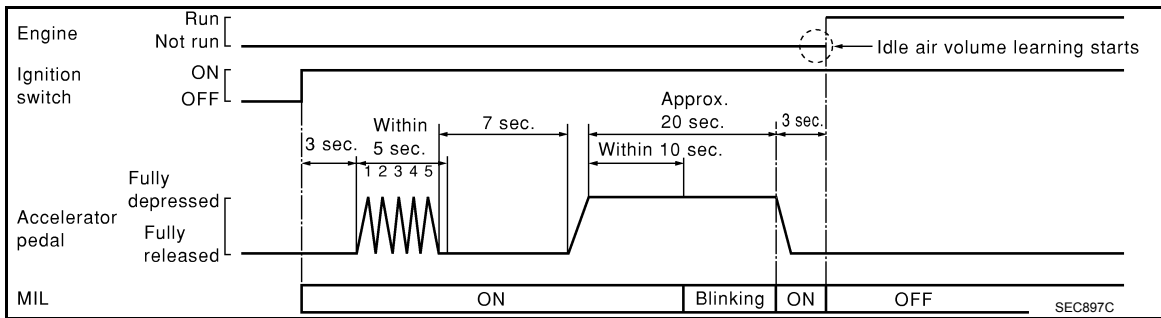 Engine
Run
Not run
Idle air volume learning starts
Ignition
switch
ON
OFF
3 sec.
Within
5 sec.
1 2 3 4 5
7 sec.
Approx.
20 sec.
Within 10 sec.
3 sec.
Accelerator
pedal
Fully
depressed
Fully
released
MIL
ON
Blinking
ON
OFF
SEC897C